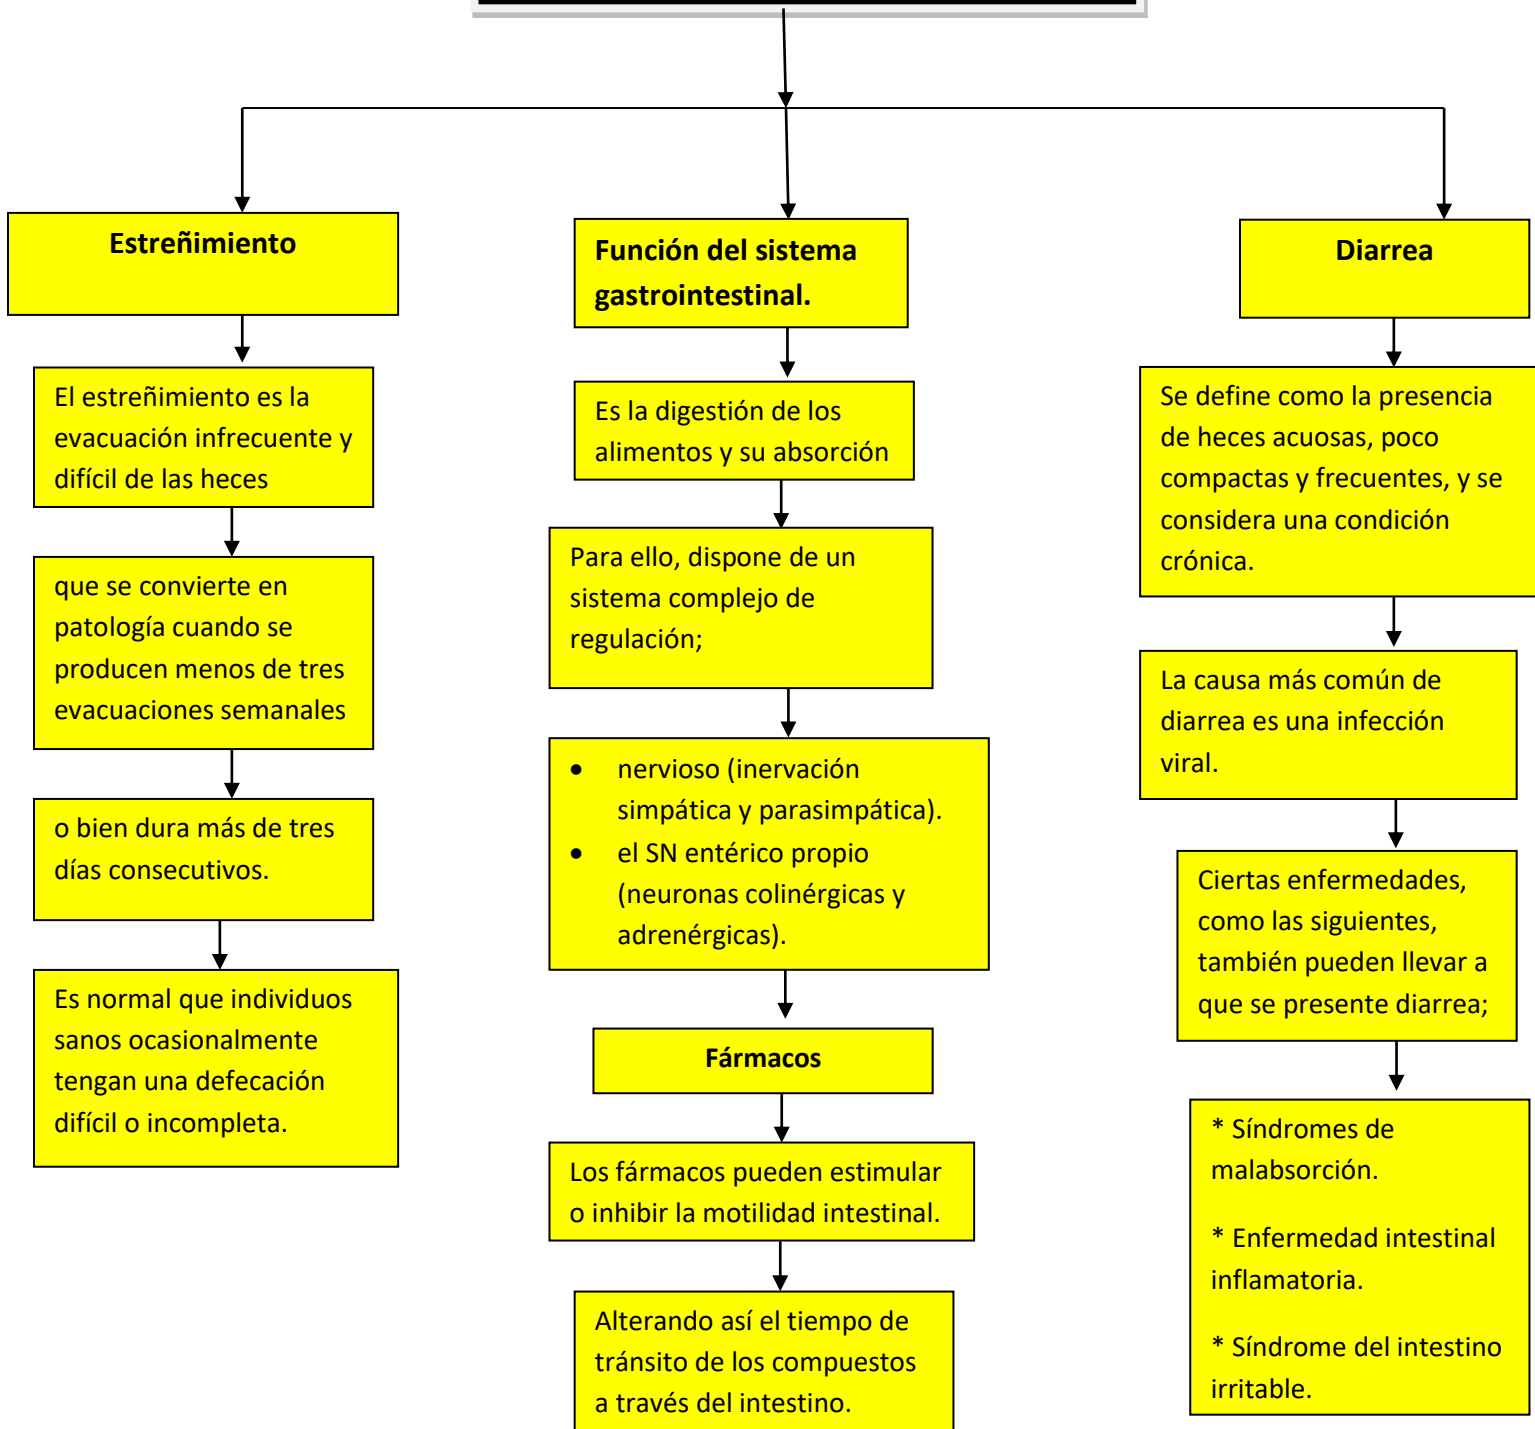 Estreñimiento
El estreñimiento es la
evacuación infrecuente y
difícil de las heces
que se convierte en
patología cuando se
producen menos de tres
evacuaciones semanales
o bien dura más de tres
días consecutivos.
Es normal que individuos
sanos ocasionalmente
tengan una defecación
difícil o incompleta.
Función del sistema
gastrointestinal.
Es la digestión de los
alimentos y su absorción
Para ello, dispone de un
sistema complejo de
regulación;
• nervioso (inervación
simpática y parasimpática).
• el SN entérico propio
(neuronas colinérgicas y
adrenérgicas).
Fármacos
Los fármacos pueden estimular
o inhibir la motilidad intestinal.
Alterando así el tiempo de
tránsito de los compuestos
a través del intestino.
Diarrea
Se define como la presencia
de heces acuosas, poco
compactas y frecuentes, y se
considera una condición
crónica.
La causa más común de
diarrea es una infección
viral.
Ciertas enfermedades,
como las siguientes,
también pueden llevar a
que se presente diarrea;
* Síndromes de
malabsorción.
* Enfermedad intestinal
inflamatoria.
* Síndrome del intestino
irritable.